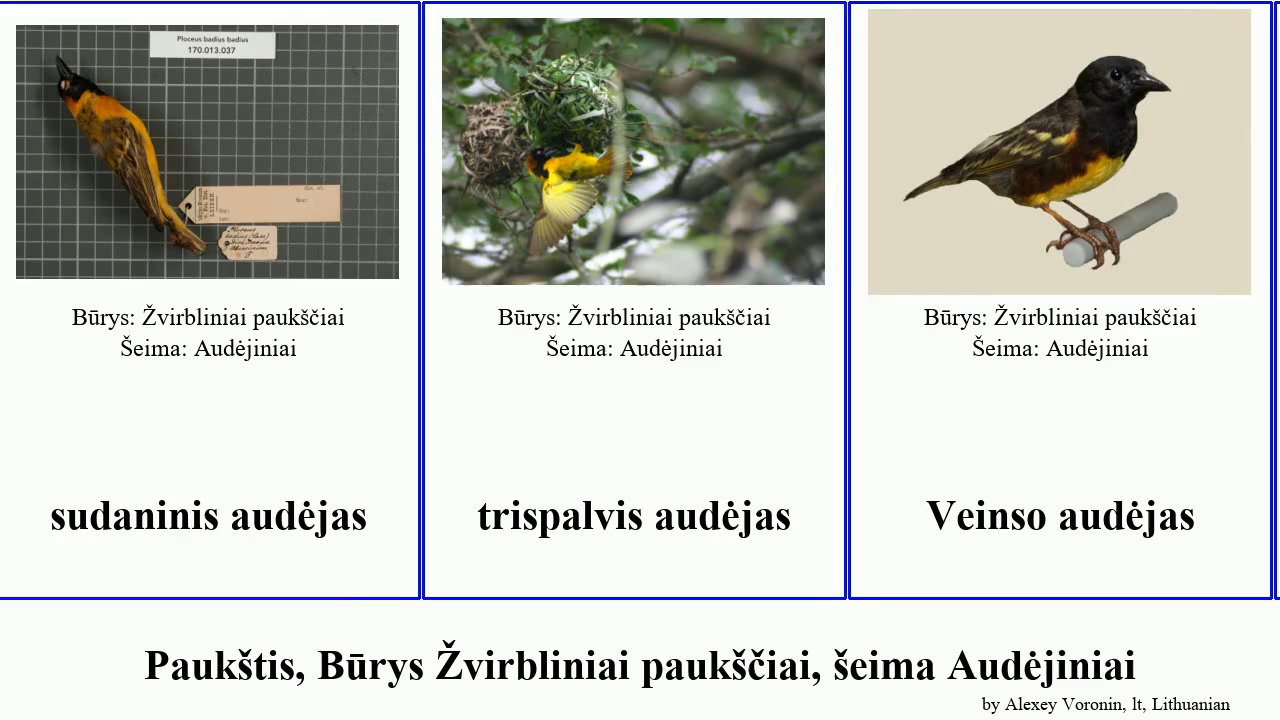 Ploceus badius badius
170.013.037
Būrys: Žvirbliniai paukščiai
Šeima: Audėjiniai
sudaninis audėjas
Būrys: Žvirbliniai paukščiai
Šeima: Audėjiniai
trispalvis audėjas
Būrys: Žvirbliniai paukščiai
Šeima: Audėjiniai
Veinso audėjas
Paukštis, Būrys Žvirbliniai paukščiai, šeima Audėjiniai
by Alexey Voronin, lt, Lithuanian